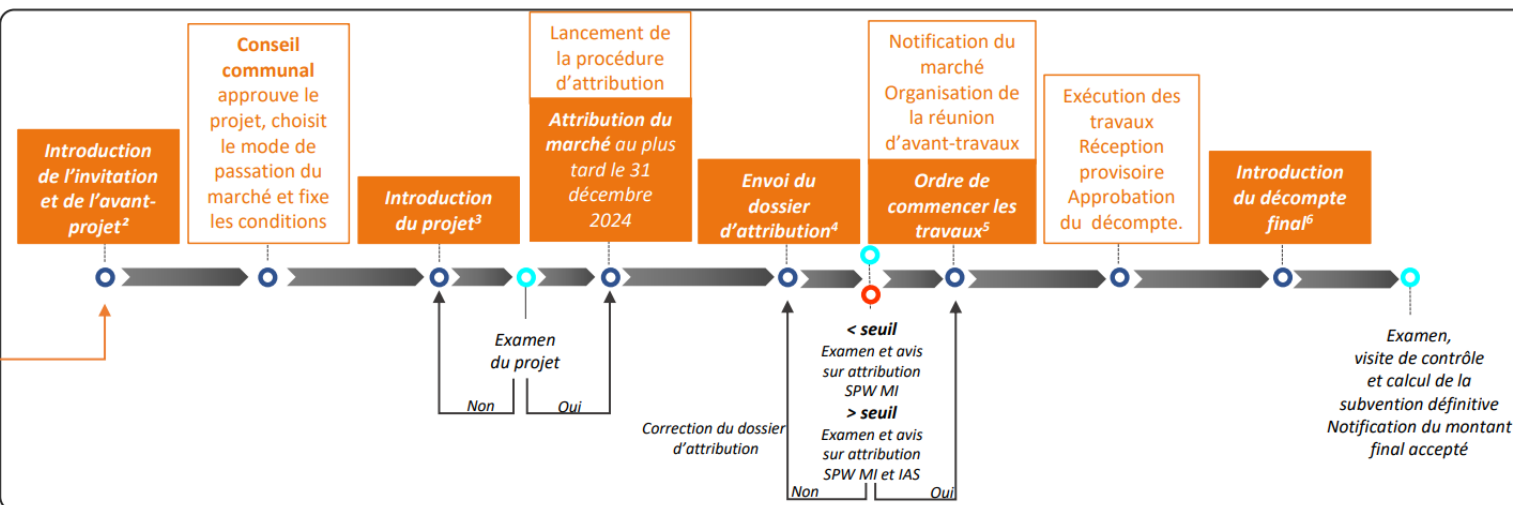 Introduction
de l'invitation
et de l'avant-
projet²
Conseil
communal
approuve le
projet, choisit
le mode de
passation du
marché et fixe
les conditions
Introduction
du projet³
Lancement de
la procédure
d'attribution
Attribution du
marché au plus
tard le 31
décembre
2024
Envoi du
dossier
d'attribution⁴
Notification du
marché
Organisation de
la réunion
d'avant-travaux
Ordre de
commencer les
travaux⁵
Exécution des
travaux
Réception
provisoire
Approbation
du décompte.
Introduction
du décompte
final⁶
Examen
du projet
Non
Oui
Correction du dossier
d'attribution
< seuil
Examen et avis
sur attribution
SPW MI
> seuil
Examen et avis
sur attribution
SPW MI et IAS
Non
Oui
Examen,
visite de contrôle
et calcul de la
subvention définitive
Notification du montant
final accepté